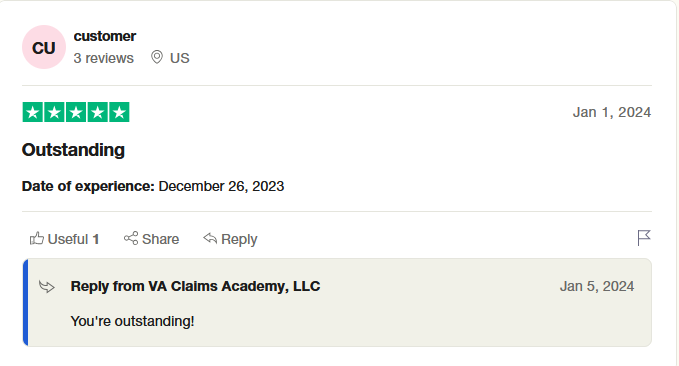 CU
customer
3 reviews US
Jan 1, 2024
Outstanding
Date of experience: December 26, 2023
Useful 1 Share Reply
Reply from VA Claims Academy, LLC Jan 5, 2024
You're outstanding!